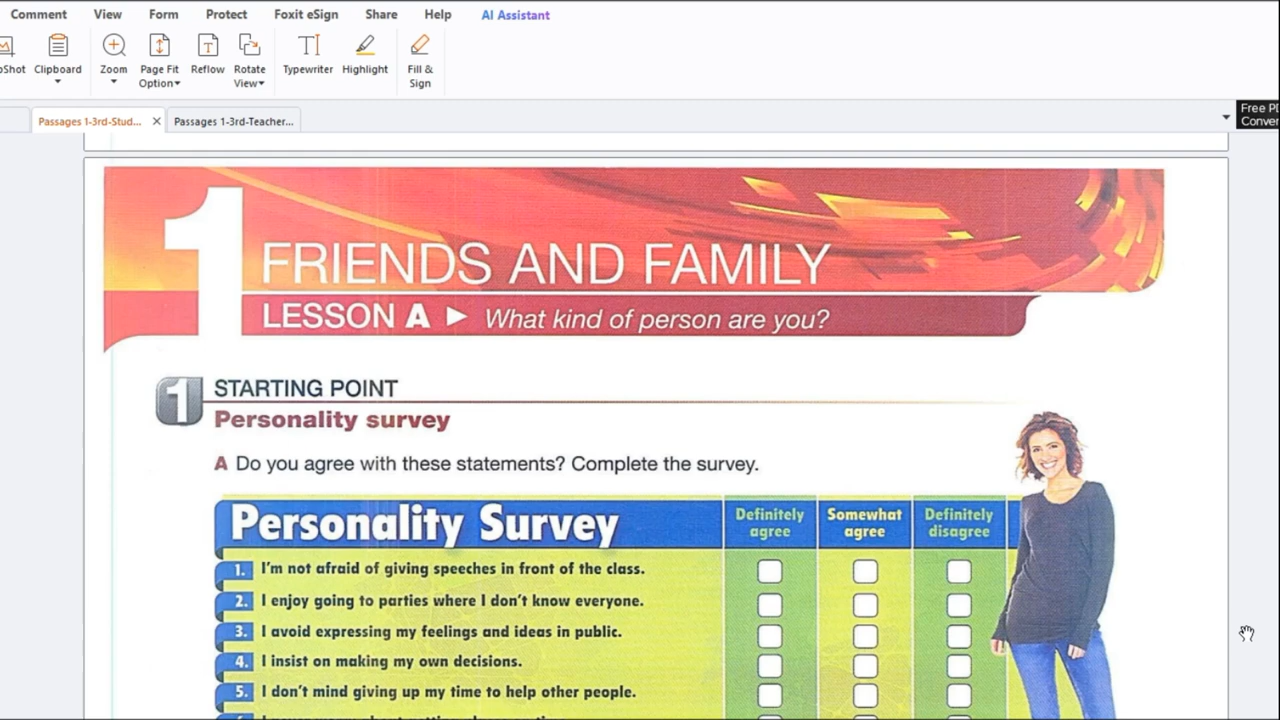 Comment View Form Protect Foxit eSign Share Help AI Assistant
Clipboard Zoom Page Fit Option Reflow Rotate View Typewriter Highlight Fill & Sign
Passages 1-3rd-Stud... Passages 1-3rd-Teacher...
Free
1 FRIENDS AND FAMILY
LESSON A ► What kind of person are you?
1 STARTING POINT
Personality survey
A Do you agree with these statements? Complete the survey.
Personality Survey Definitely agree Somewhat agree Definitely disagree
1. I'm not afraid of giving speeches in front of the class.
2. I enjoy going to parties where I don't know everyone.
3. I avoid expressing my feelings and ideas in public.
4. I insist on making my own decisions.
5. I don't mind giving up my time to help other people.